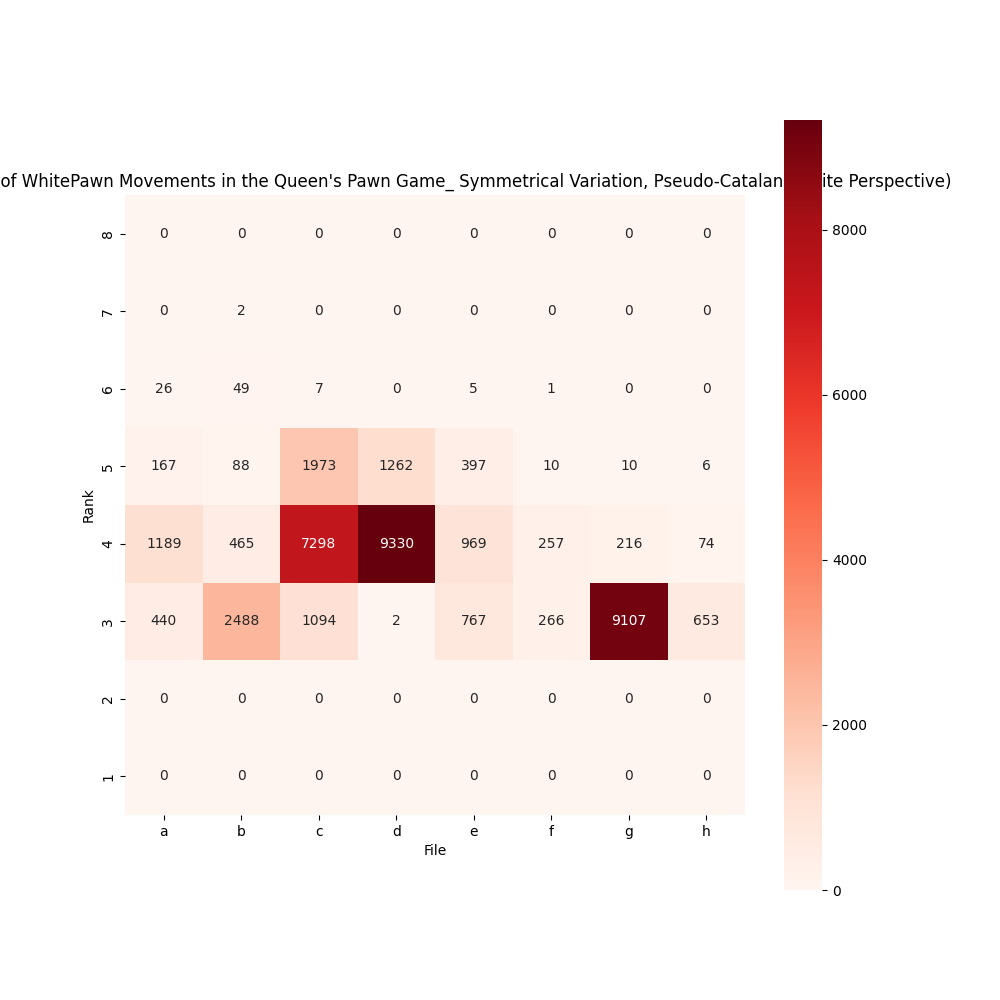 of WhitePawn Movements in the Queen's Pawn Game_ Symmetrical Variation, Pseudo-Catalan ite Perspective)
8 0 0 0 0 0 0 0 0
7 0 2 0 0 0 0 0 0
6 26 49 7 0 5 1 0 0
5 167 88 1973 1262 397 10 10 6
Rank
4 1189 465 7298 9330 969 257 216 74
3 440 2488 1094 2 767 266 9107 653
2 0 0 0 0 0 0 0 0
1 0 0 0 0 0 0 0 0
a b c d e f g h
File
8000
6000
4000
2000
0